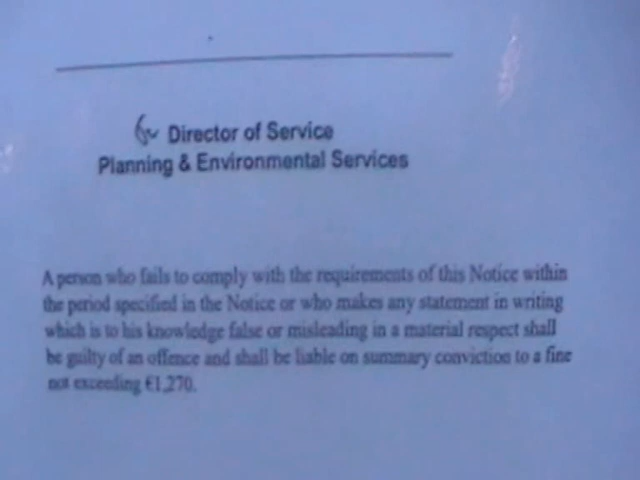 for Director of Service
Planning & Environmental Services
A person who fails to comply with the requirements of this Notice within
the period specified in the Notice or who makes any statement in writing
which is to his knowledge false or misleading in a material respect shall
be guilty of an offence and shall be liable on summary conviction to a fine
not exceeding €1,270.